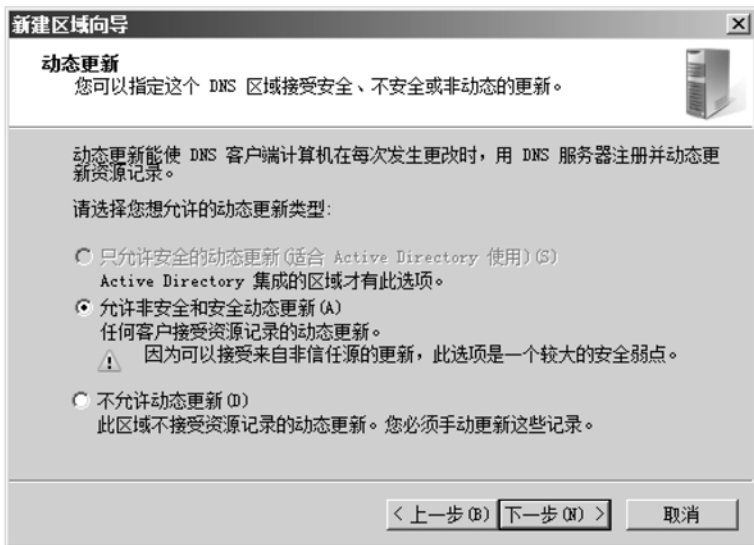 新建区域向导
动态更新
您可以指定这个 DNS 区域接受安全、不安全或非动态的更新。
动态更新能使 DNS 客户端计算机在每次发生更改时，用 DNS 服务器注册并动态更
新资源记录。
请选择您想允许的动态更新类型:
只允许安全的动态更新(适合 Active Directory 使用)(S)
Active Directory 集成的区域才有此选项。
允许非安全和安全动态更新(A)
任何客户接受资源记录的动态更新。
因为可以接受来自非信任源的更新，此选项是一个较大的安全弱点。
不允许动态更新(D)
此区域不接受资源记录的动态更新。您必须手动更新这些记录。
< 上一步(B) 下一步(N) > 取消